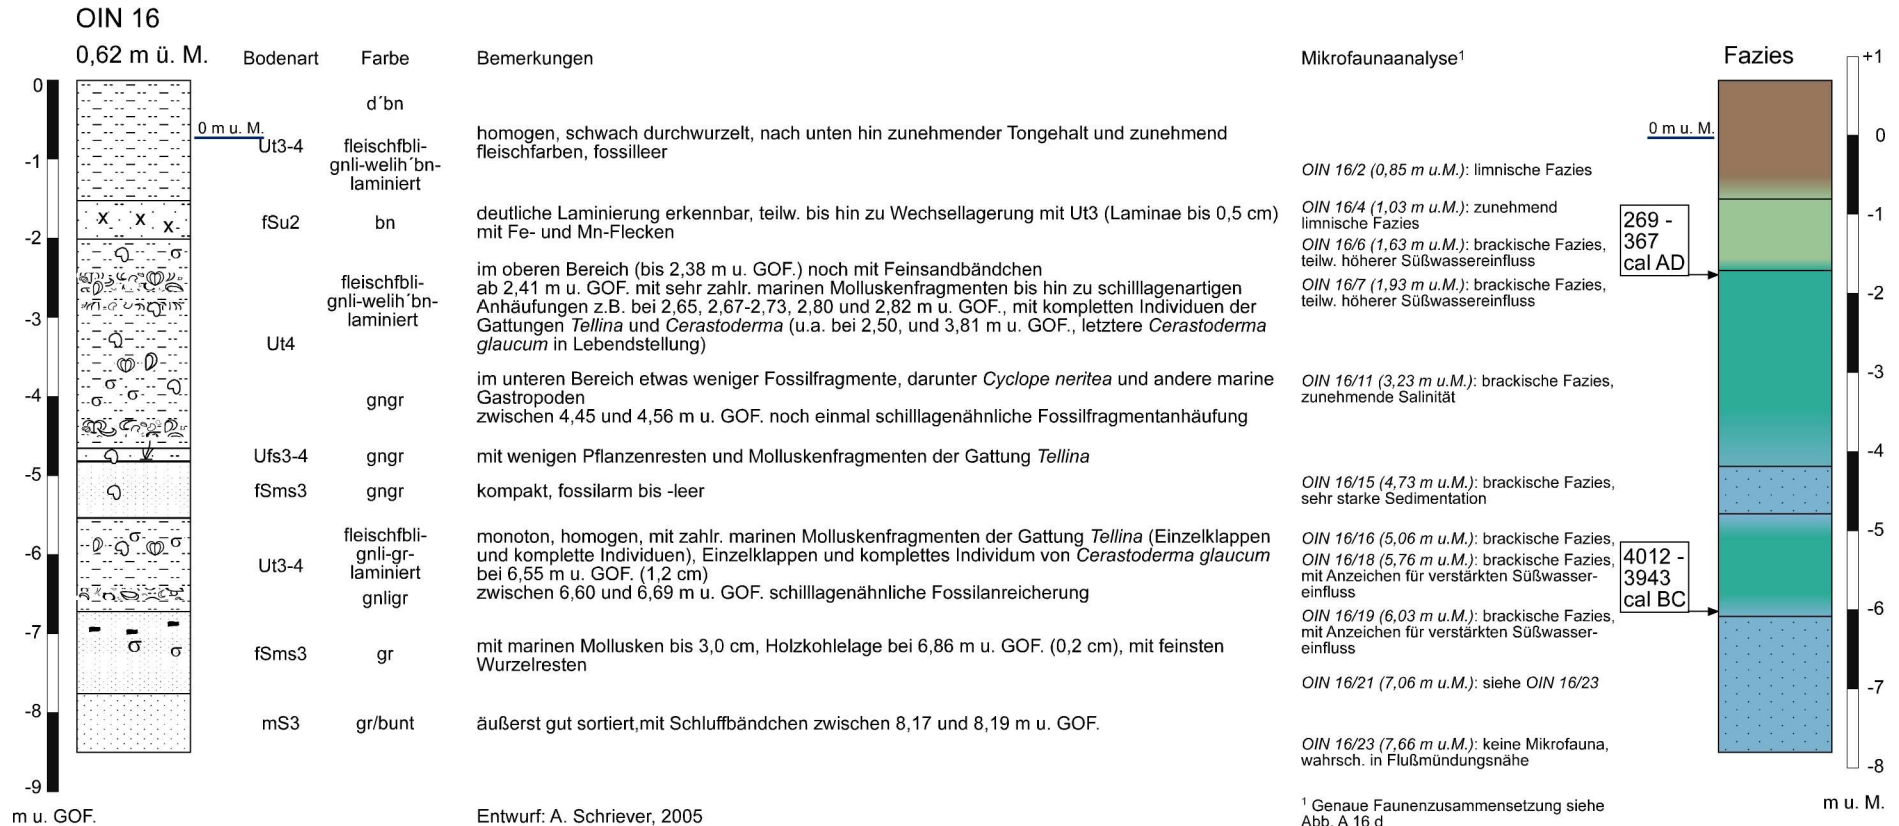 OIN 16
0,62 m ü. M.
Bodenart
Farbe
Bemerkungen
Mikrofaunaanalyse¹
Fazies
0
-1
-2
-3
-4
-5
-6
-7
-8
-9
m u. GOF.
0 m u. M.
d´bn
Ut3-4
fleischfbli-
gnli-welih´bn-
laminiert
homogen, schwach durchwurzelt, nach unten hin zunehmender Tongehalt und zunehmend
fleischfarben, fossilleer
fSu2
bn
deutliche Laminierung erkennbar, teilw. bis hin zu Wechsellagerung mit Ut3 (Laminae bis 0,5 cm)
mit Fe- und Mn-Flecken
x x x
Ut4
fleischfbli-
gnli-welih´bn-
laminiert
im oberen Bereich (bis 2,38 m u. GOF.) noch mit Feinsandbändchen
ab 2,41 m u. GOF. mit sehr zahlr. marinen Molluskenfragmenten bis hin zu schilllagenartigen
Anhäufungen z.B. bei 2,65, 2,67-2,73, 2,80 und 2,82 m u. GOF., mit kompletten Individuen der
Gattungen Tellina und Cerastoderma (u.a. bei 2,50, und 3,81 m u. GOF., letztere Cerastoderma
glaucum in Lebendstellung)
gngr
im unteren Bereich etwas weniger Fossilfragmente, darunter Cyclope neritea und andere marine
Gastropoden
zwischen 4,45 und 4,56 m u. GOF. noch einmal schilllagenähnliche Fossilfragmentanhäufung
Ufs3-4
gngr
mit wenigen Pflanzenresten und Molluskenfragmenten der Gattung Tellina
fSms3
gngr
kompakt, fossilarm bis -leer
Ut3-4
fleischfbli-
gnli-gr-
laminiert
gnligr
monoton, homogen, mit zahlr. marinen Molluskenfragmenten der Gattung Tellina (Einzelklappen
und komplette Individuen), Einzelklappen und komplettes Individum von Cerastoderma glaucum
bei 6,55 m u. GOF. (1,2 cm)
zwischen 6,60 und 6,69 m u. GOF. schilllagenähnliche Fossilanreicherung
fSms3
gr
mit marinen Mollusken bis 3,0 cm, Holzkohlelage bei 6,86 m u. GOF. (0,2 cm), mit feinsten
Wurzelresten
mS3
gr/bunt
äußerst gut sortiert,mit Schluffbändchen zwischen 8,17 und 8,19 m u. GOF.
Entwurf: A. Schriever, 2005
OIN 16/2 (0,85 m u.M.): limnische Fazies
OIN 16/4 (1,03 m u.M.): zunehmend
limnische Fazies
OIN 16/6 (1,63 m u.M.): brackische Fazies,
teilw. höherer Süßwassereinfluss
OIN 16/7 (1,93 m u.M.): brackische Fazies,
teilw. höherer Süßwassereinfluss
OIN 16/11 (3,23 m u.M.): brackische Fazies,
zunehmende Salinität
OIN 16/15 (4,73 m u.M.): brackische Fazies,
sehr starke Sedimentation
OIN 16/16 (5,06 m u.M.): brackische Fazies,
OIN 16/18 (5,76 m u.M.): brackische Fazies,
mit Anzeichen für verstärkten Süßwasser-
einfluss
OIN 16/19 (6,03 m u.M.): brackische Fazies,
mit Anzeichen für verstärkten Süßwasser-
einfluss
OIN 16/21 (7,06 m u.M.): siehe OIN 16/23
OIN 16/23 (7,66 m u.M.): keine Mikrofauna,
wahrsch. in Flußmündungsnähe
¹ Genaue Faunenzusammensetzung siehe
Abb. A 16 d
0 m u. M.
269 -
367
cal AD
4012 -
3943
cal BC
+1
0
-1
-2
-3
-4
-5
-6
-7
-8
m u. M.